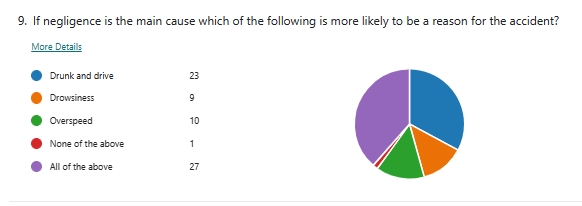 9. If negligence is the main cause which of the following is more likely to be a reason for the accident?
More Details
Drunk and drive 23
Drowsiness 9
Overspeed 10
None of the above 1
All of the above 27